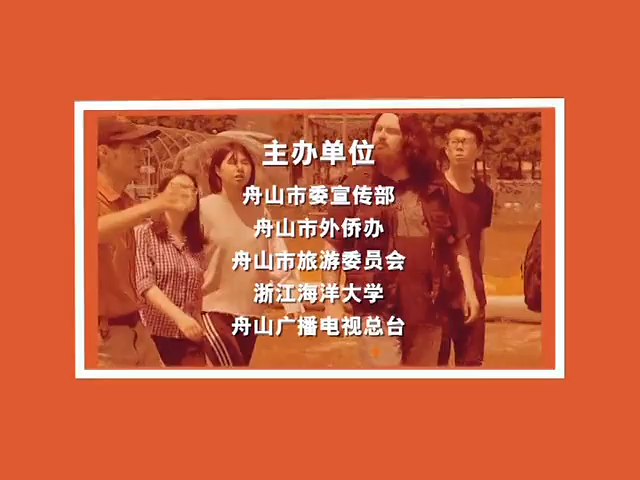 主办单位
舟山市委宣传部
舟山市外侨办
舟山市旅游委员会
浙江海洋大学
舟山广播电视总台